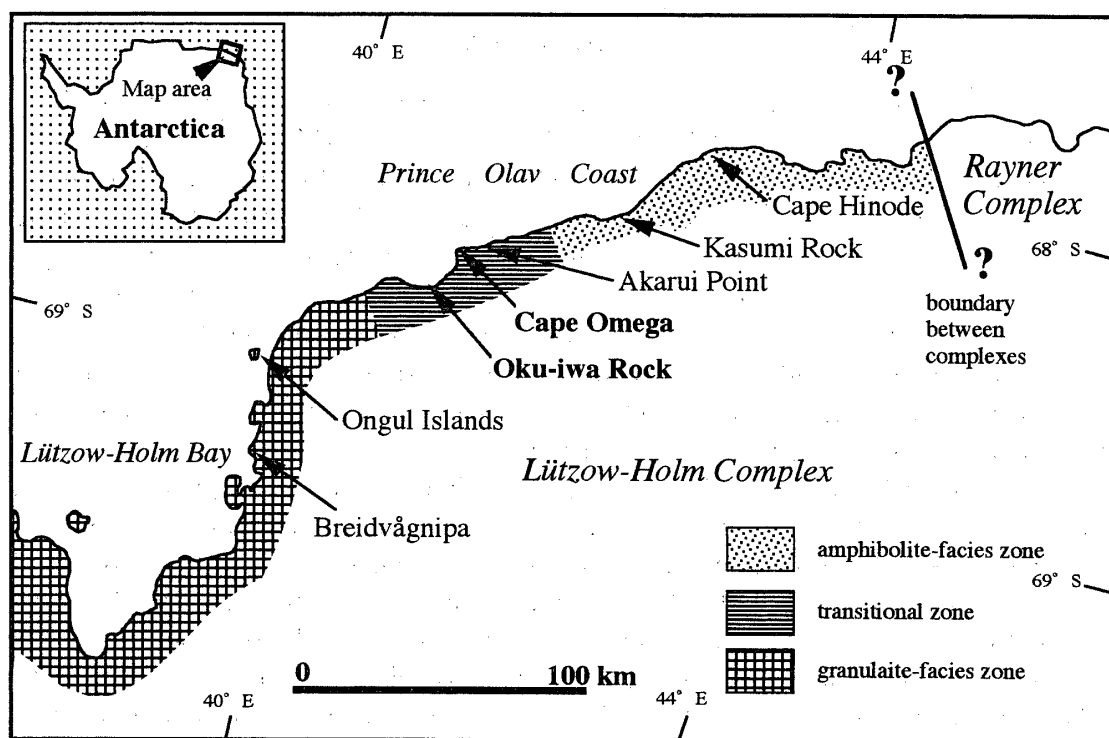 40° E
44° E
Map area
Antarctica
?
Prince Olav Coast
Rayner
Complex
Cape Hinode
Kasumi Rock
68° S
Akarui Point
?
69° S
Cape Omega
boundary
between
complexes
Oku-iwa Rock
Ongul Islands
Lützow-Holm Bay
Lützow-Holm Complex
Breidvågnipa
amphibolite-facies zone
69° S
transitional zone
0
100 km
granulaite-facies zone
40° E
44° E